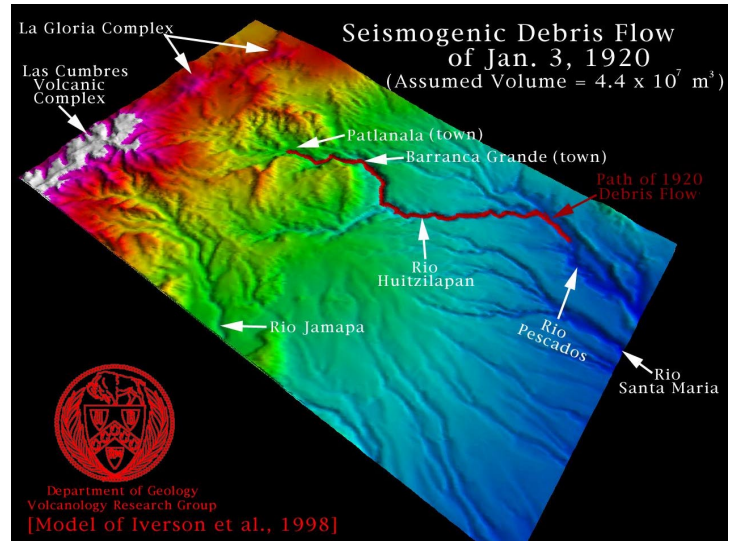 Seismogenic Debris Flow
of Jan. 3, 1920
(Assumed Volume = 4.4 x 10⁷ m³)
La Gloria Complex
Las Cumbres
Volcanic
Complex
Patlanala (town)
Barranca Grande (town)
Path of 1920
Debris Flow
Rio
Huitzilapan
Rio
Pescados
Rio Jamapa
Rio
Santa Maria
Department of Geology
Volcanology Research Group
[Model of Iverson et al., 1998]